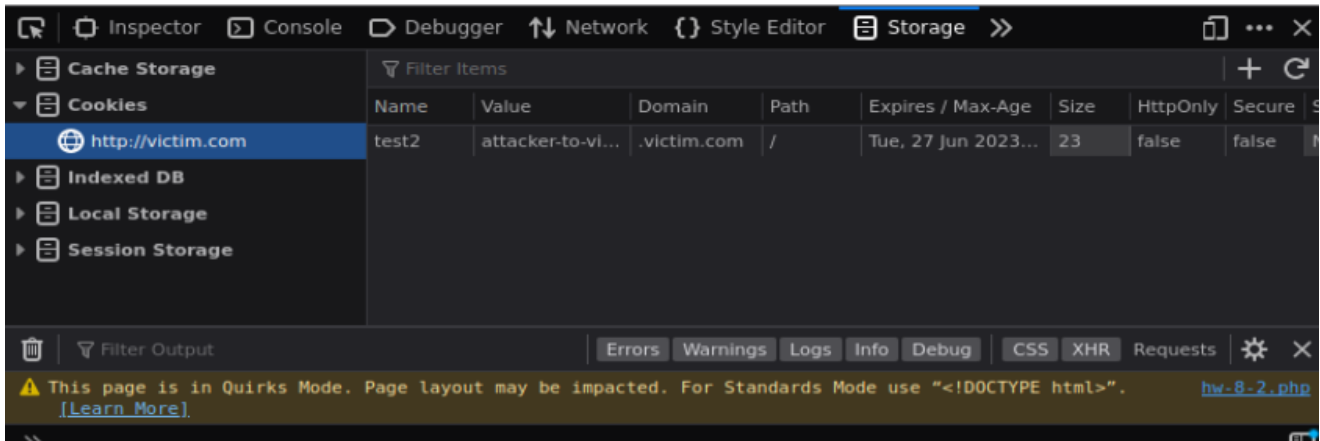 Inspector Console Debugger Network Style Editor Storage
Cache Storage
Filter Items
Cookies
Name Value Domain Path Expires / Max-Age Size HttpOnly Secure
http://victim.com
test2 attacker-to-vi... .victim.com / Tue, 27 Jun 2023... 23 false false
Indexed DB
Local Storage
Session Storage
Filter Output Errors Warnings Logs Info Debug CSS XHR Requests
This page is in Quirks Mode. Page layout may be impacted. For Standards Mode use “<!DOCTYPE html>”. hw-8-2.php
[Learn More]